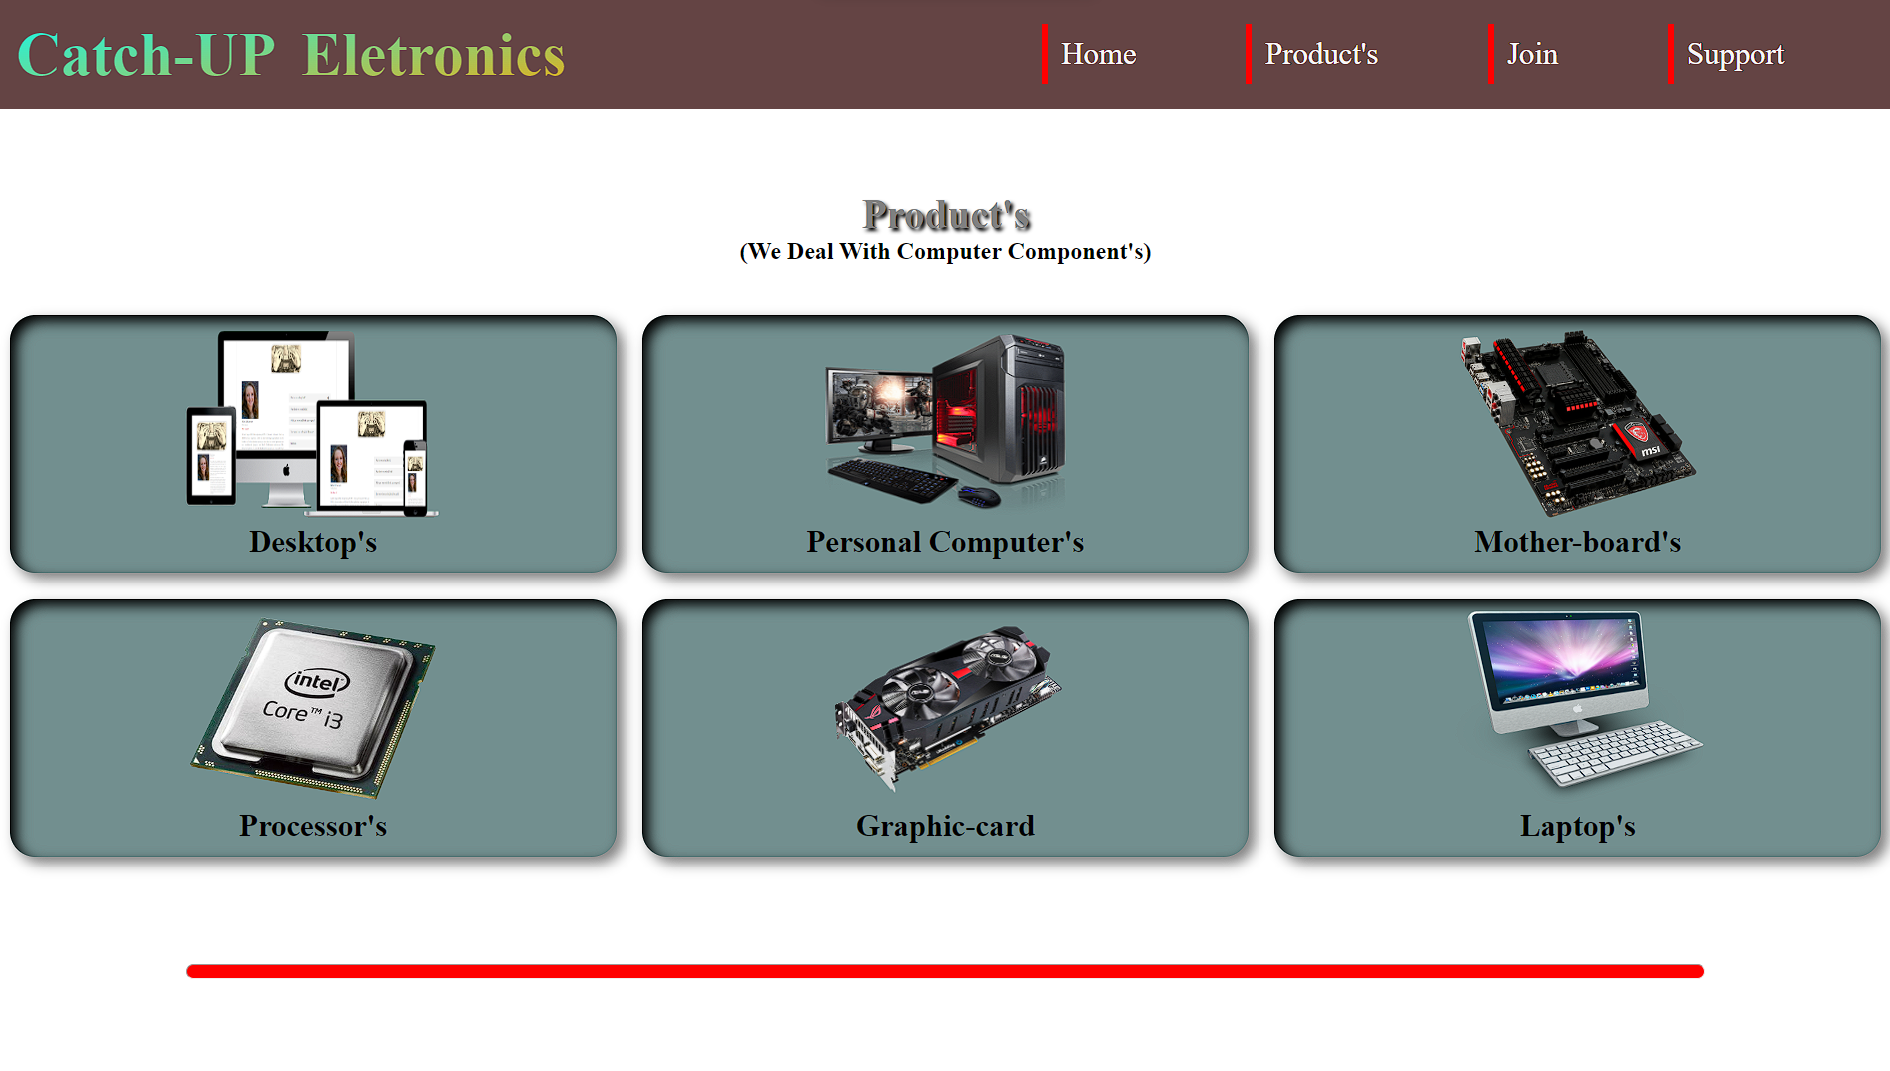 Catch-UP Eletronics
Home
Product's
Join
Support
Product's
(We Deal With Computer Component's)
Desktop's
Personal Computer's
msi
Mother-board's
intel
Core™ i3
Processor's
Graphic-card
Laptop's